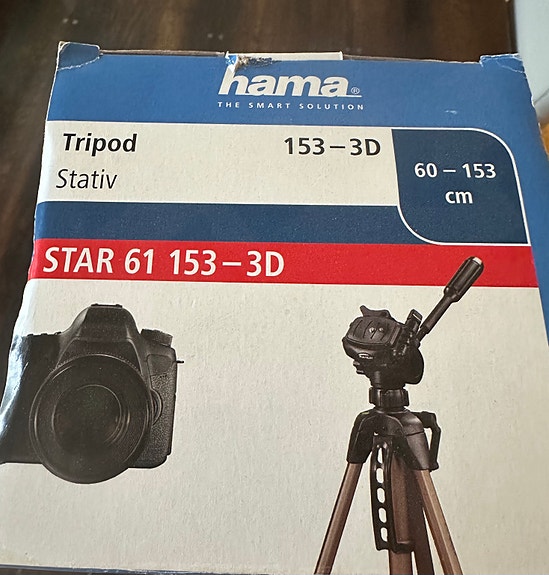 hama®
THE SMART SOLUTION
Tripod 153–3D
Stativ
60 – 153
cm
STAR 61 153–3D